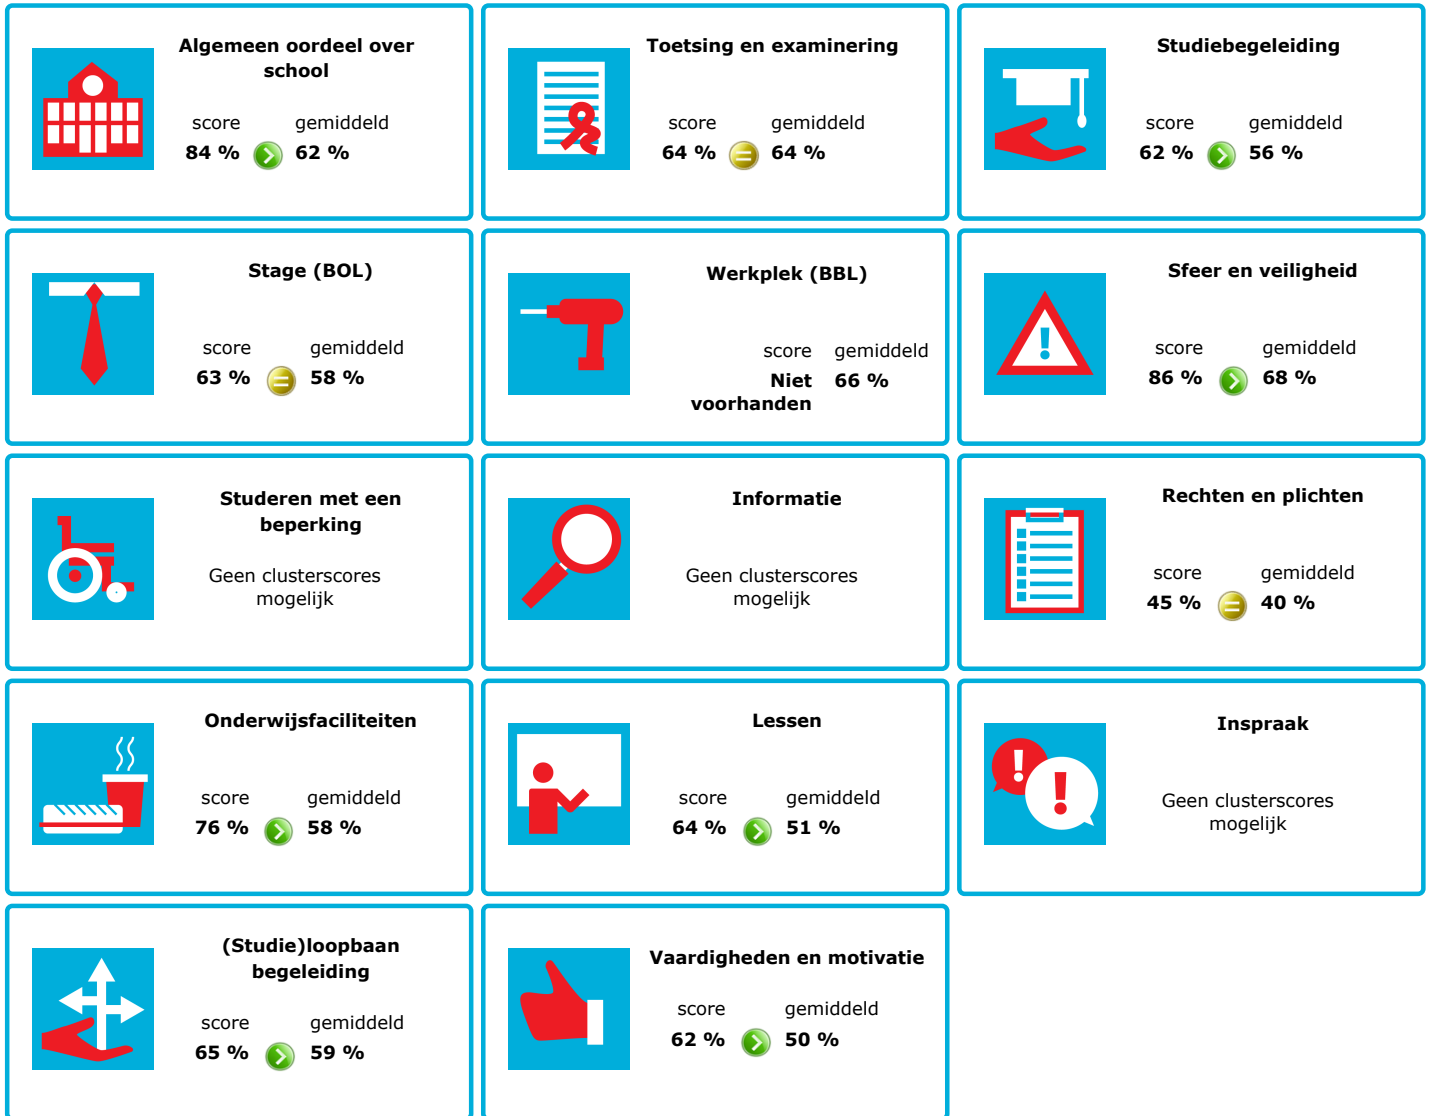 Algemeen oordeel over
school
score gemiddeld
84 % 62 %
Toetsing en examinering
score gemiddeld
64 % 64 %
Studiebegeleiding
score gemiddeld
62 % 56 %
Stage (BOL)
score gemiddeld
63 % 58 %
Werkplek (BBL)
score gemiddeld
Niet 66 %
voorhanden
Sfeer en veiligheid
score gemiddeld
86 % 68 %
Studeren met een
beperking
Geen clusterscores
mogelijk
Informatie
Geen clusterscores
mogelijk
Rechten en plichten
score gemiddeld
45 % 40 %
Onderwijsfaciliteiten
score gemiddeld
76 % 58 %
Lessen
score gemiddeld
64 % 51 %
Inspraak
Geen clusterscores
mogelijk
(Studie)loopbaan
begeleiding
score gemiddeld
65 % 59 %
Vaardigheden en motivatie
score gemiddeld
62 % 50 %